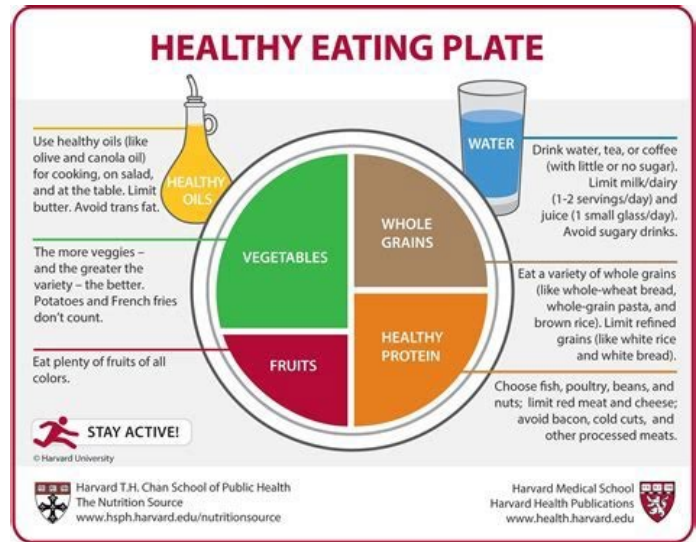 HEALTHY EATING PLATE
Use healthy oils (like
olive and canola oil)
for cooking, on salad,
and at the table. Limit
butter. Avoid trans fat.
HEALTHY
OILS
The more veggies –
and the greater the
variety – the better.
Potatoes and French fries
don't count.
Eat plenty of fruits of all
colors.
VEGETABLES
FRUITS
WHOLE
GRAINS
HEALTHY
PROTEIN
WATER
Drink water, tea, or coffee
(with little or no sugar).
Limit milk/dairy
(1-2 servings/day) and
juice (1 small glass/day).
Avoid sugary drinks.
Eat a variety of whole grains
(like whole-wheat bread,
whole-grain pasta, and
brown rice). Limit refined
grains (like white rice
and white bread).
Choose fish, poultry, beans, and
nuts; limit red meat and cheese;
avoid bacon, cold cuts, and
other processed meats.
STAY ACTIVE!
© Harvard University
Harvard T.H. Chan School of Public Health
The Nutrition Source
www.hsph.harvard.edu/nutritionsource
Harvard Medical School
Harvard Health Publications
www.health.harvard.edu